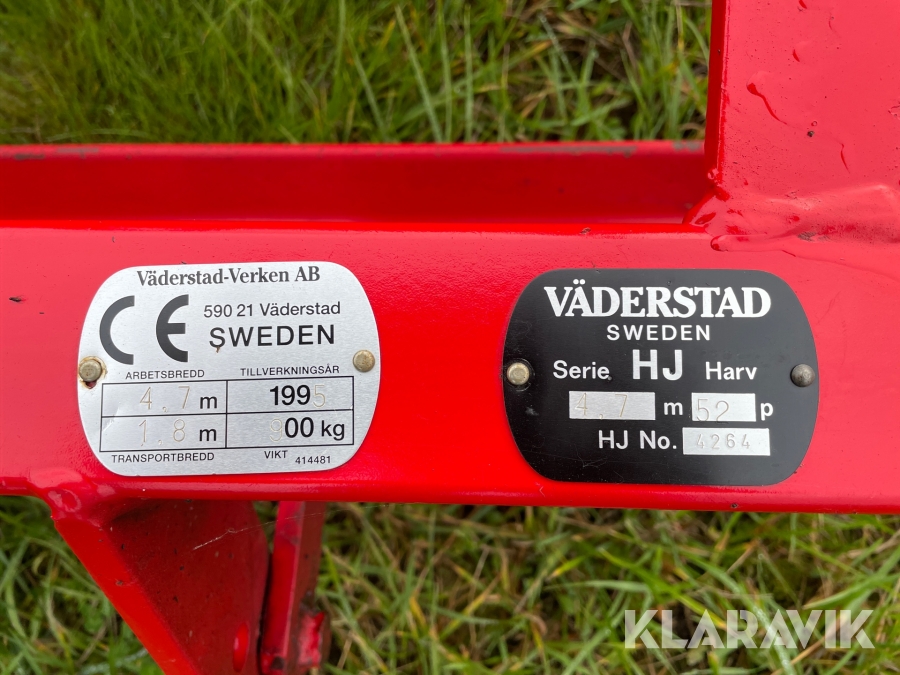 Väderstad-Verken AB
CE
590 21 Väderstad
SWEDEN
ARBETSBREDD TILLVERKNINGSÅR
4.7 m 1995
1.8 m 900 kg
TRANSPORTBREDD VIKT 414481
VÄDERSTAD
SWEDEN
Serie HJ Harv
4,7 m 52 p
HJ No. 4264
KLARAVIK